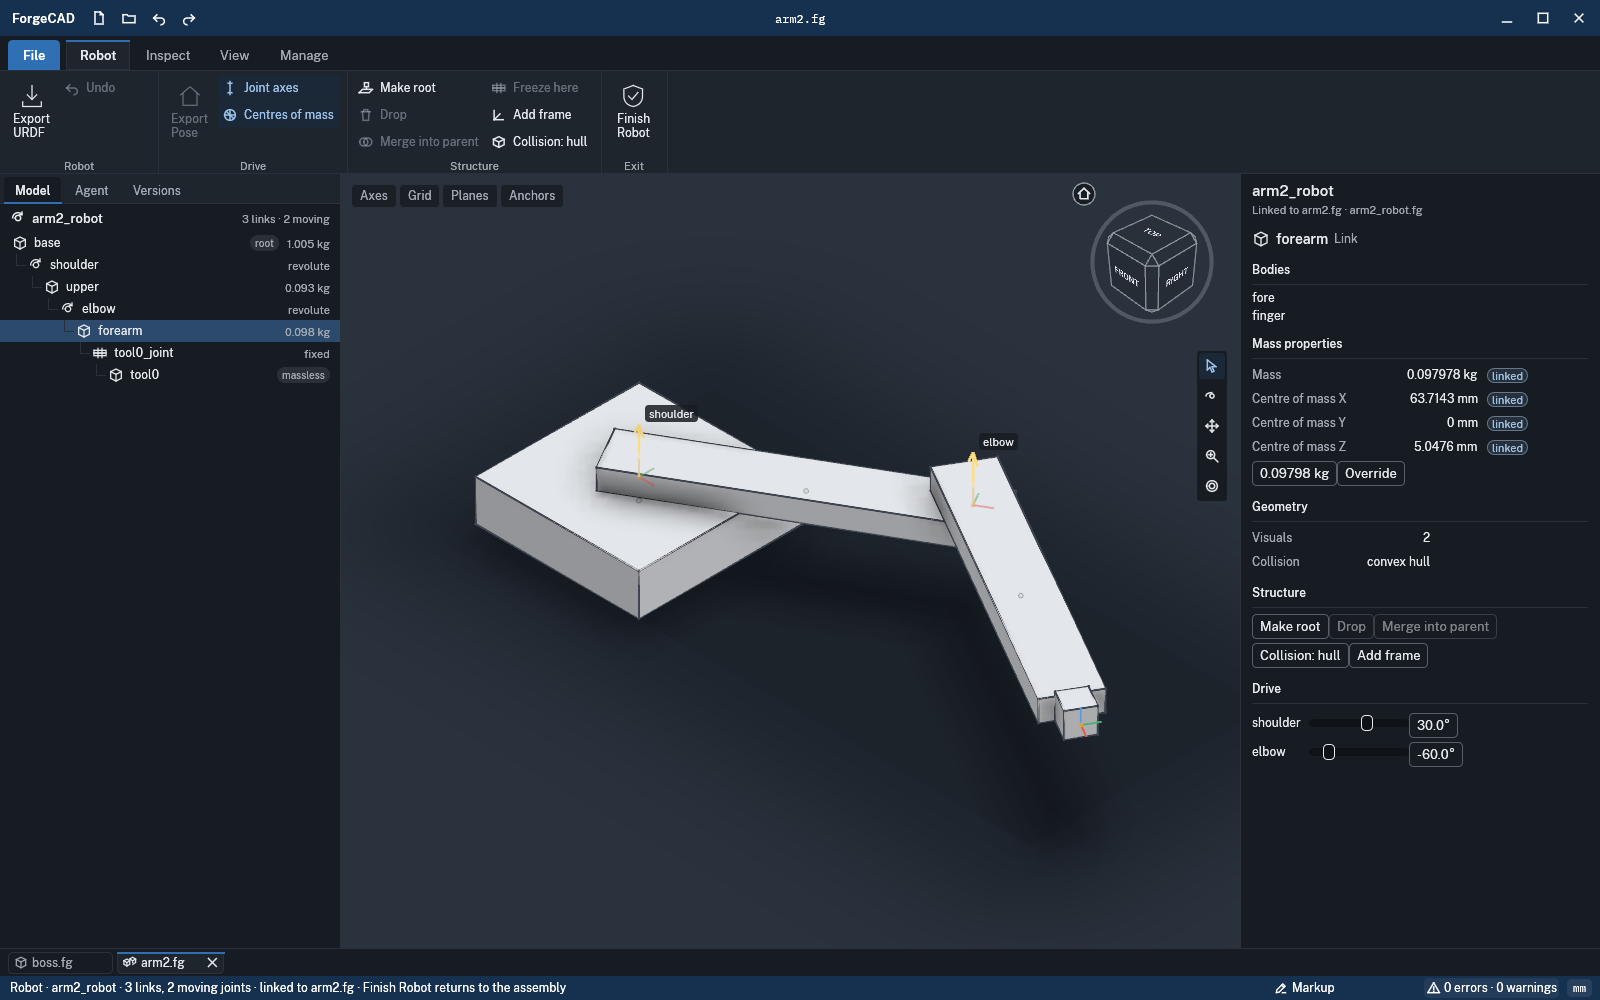 ForgeCAD
arm2.fg
File
Robot
Inspect
View
Manage
Export URDF
Undo
Robot
Export Pose
Joint axes
Centres of mass
Drive
Make root
Drop
Merge into parent
Freeze here
Add frame
Collision: hull
Structure
Finish Robot
Exit
Model
Agent
Versions
arm2_robot 3 links · 2 moving
base root 1.005 kg
shoulder revolute
upper 0.093 kg
elbow revolute
forearm 0.098 kg
tool0_joint fixed
tool0 massless
Axes
Grid
Planes
Anchors
TOP
FRONT
RIGHT
shoulder
elbow
arm2_robot
Linked to arm2.fg · arm2_robot.fg
forearm Link
Bodies
fore
finger
Mass properties
Mass 0.097978 kg linked
Centre of mass X 63.7143 mm linked
Centre of mass Y 0 mm linked
Centre of mass Z 5.0476 mm linked
0.09798 kg Override
Geometry
Visuals 2
Collision convex hull
Structure
Make root Drop Merge into parent
Collision: hull Add frame
Drive
shoulder 30.0°
elbow -60.0°
boss.fg
arm2.fg
Robot · arm2_robot · 3 links, 2 moving joints · linked to arm2.fg · Finish Robot returns to the assembly
Markup
0 errors · 0 warnings
mm